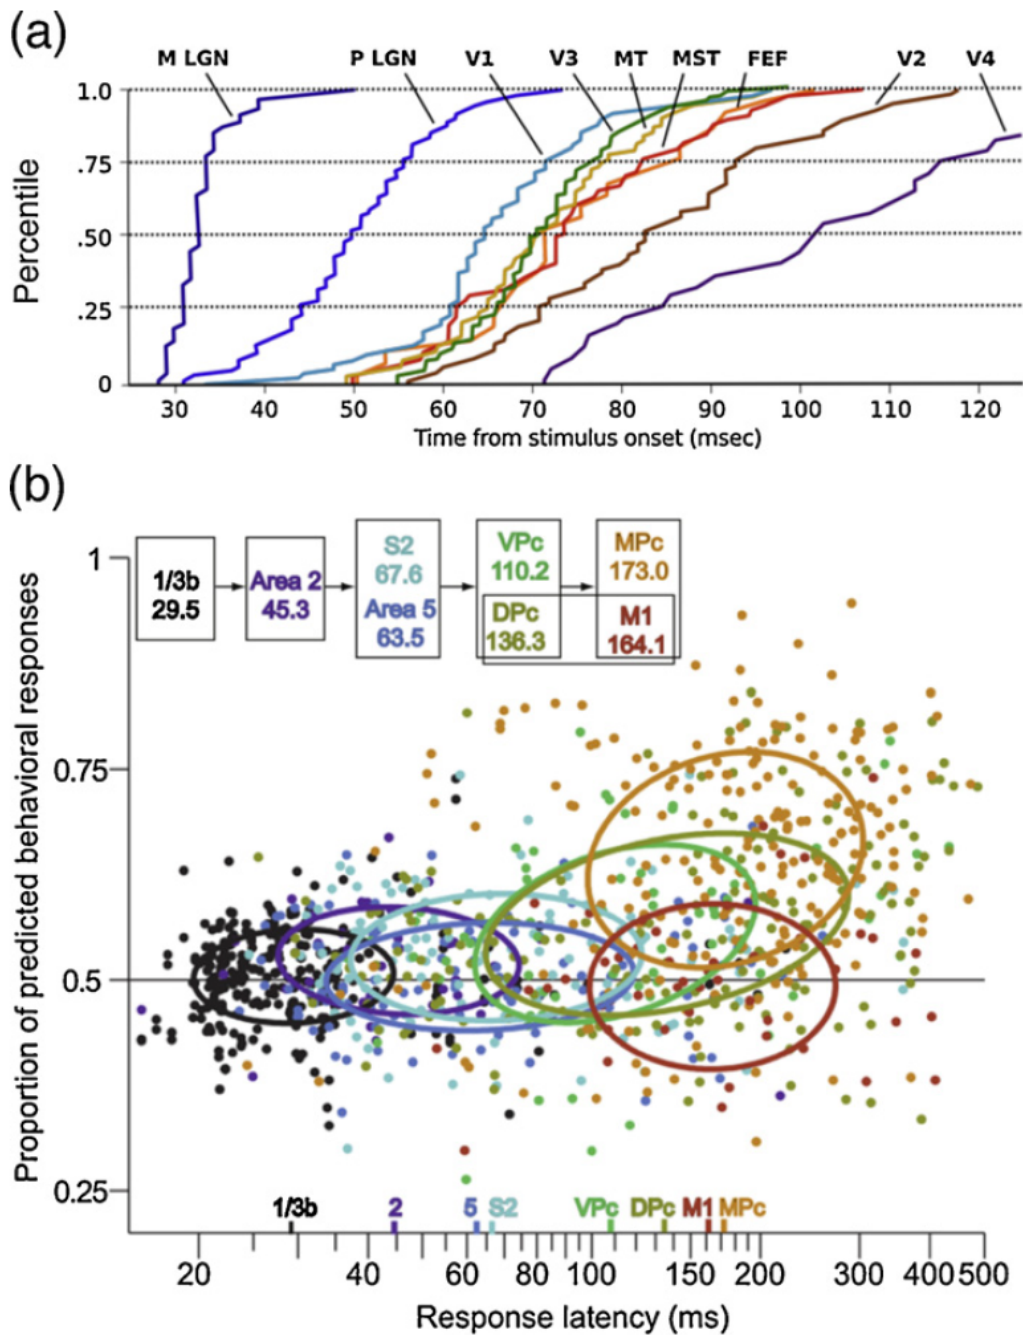 (a)
M LGN P LGN V1 V3 MT MST FEF V2 V4
Percentile
1.0
.75
.50
.25
0
30 40 50 60 70 80 90 100 110 120
Time from stimulus onset (msec)
(b)
Proportion of predicted behavioral responses
1
0.75
0.5
0.25
1/3b
29.5
Area 2
45.3
S2
67.6
Area 5
63.5
VPc
110.2
DPc
136.3
MPc
173.0
M1
164.1
1/3b 2 5 S2 VPc DPc M1 MPc
20 40 60 80 100 150 200 300 400 500
Response latency (ms)